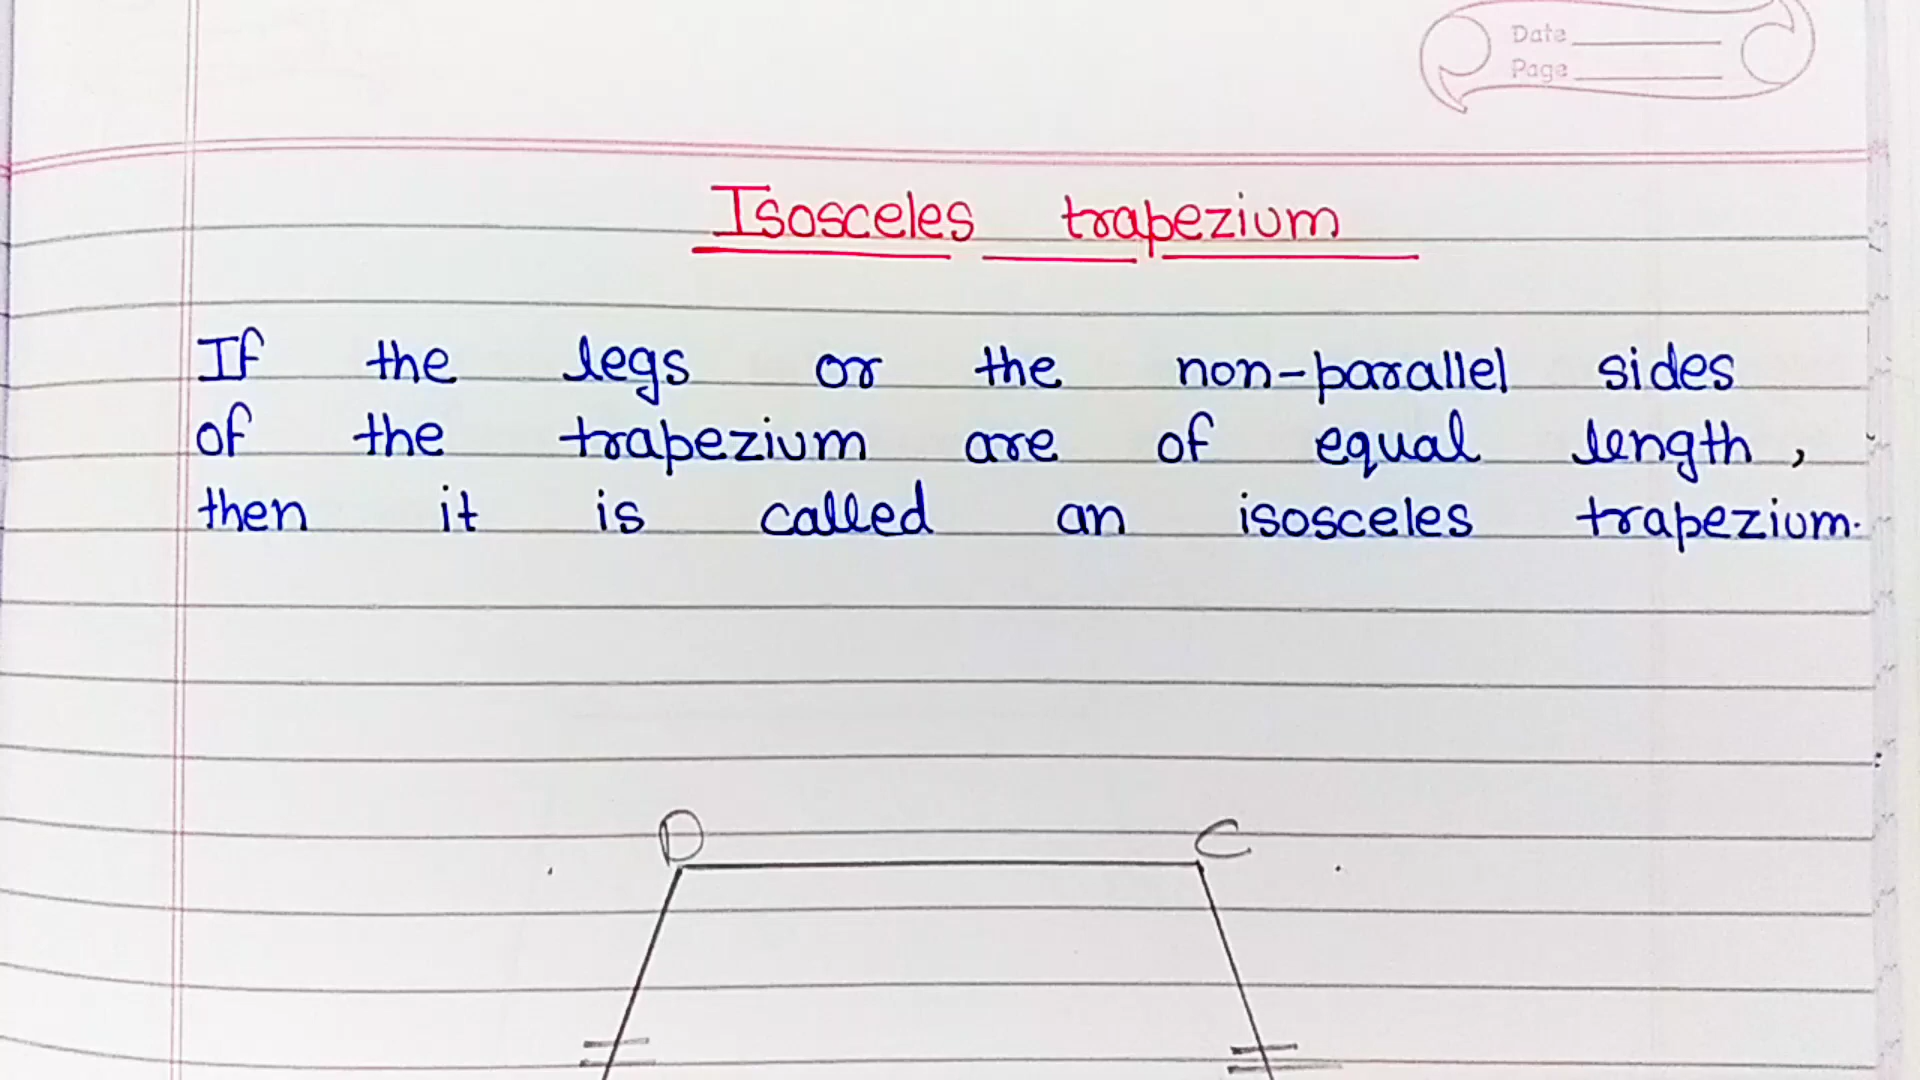 Date
Page
Isosceles trapezium
If the legs or the non-parallel sides
of the trapezium are of equal length,
then it is called an isosceles trapezium.
D C